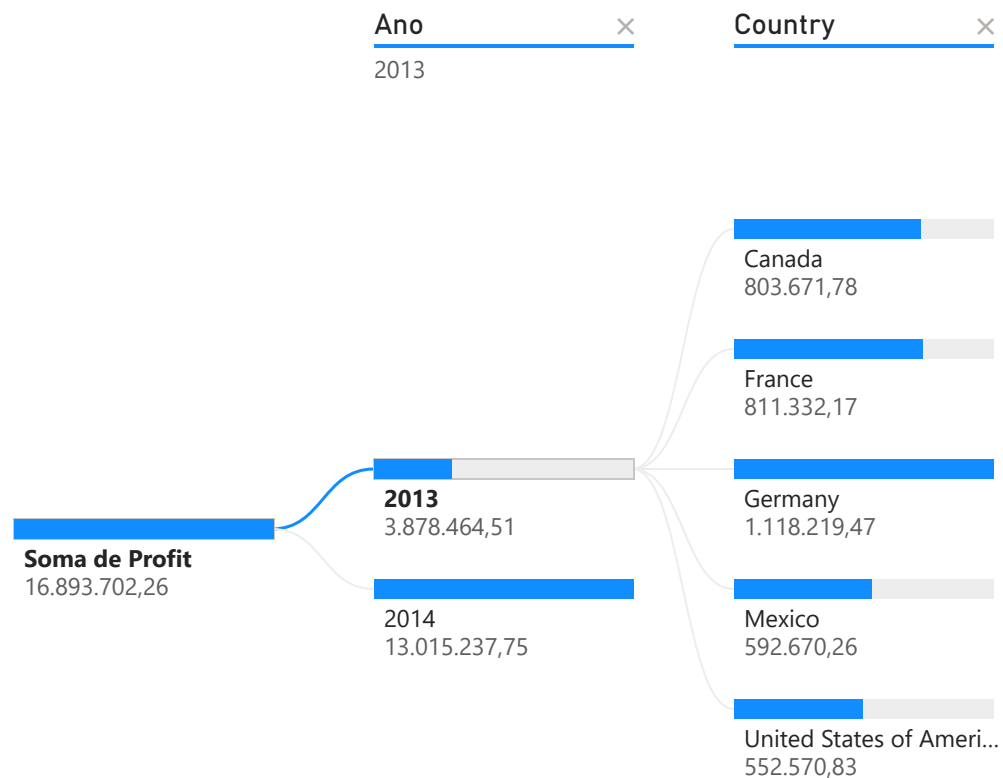 Ano
2013
Country
Soma de Profit
16.893.702,26
2013
3.878.464,51
2014
13.015.237,75
Canada
803.671,78
France
811.332,17
Germany
1.118.219,47
Mexico
592.670,26
United States of Ameri...
552.570,83